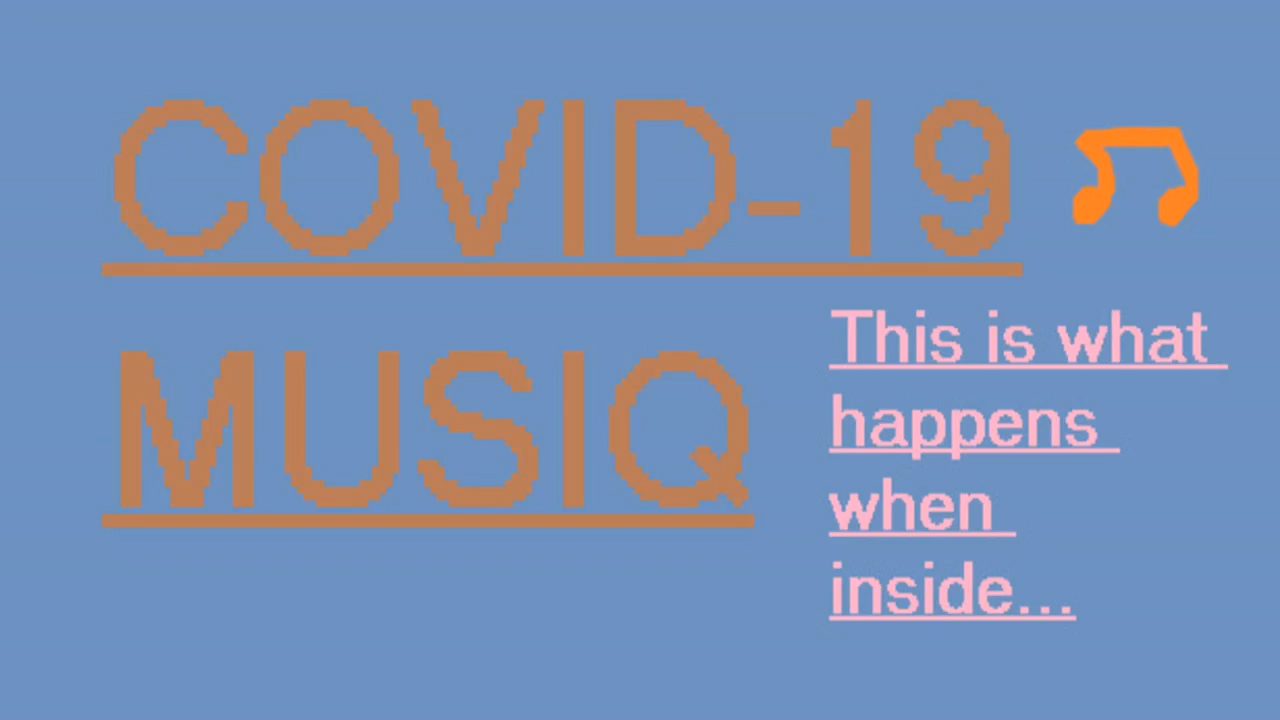 COVID-19
MUSIQ
This is what
happens
when
inside...